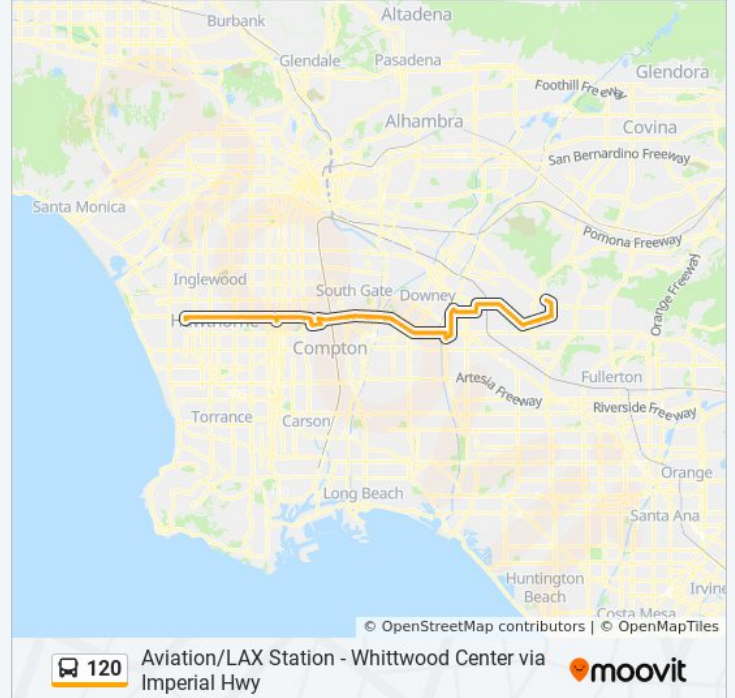 Burbank
Altadena
Glendale
Pasadena
Glendora
Foothill Freeway
Alhambra
Covina
San Bernardino Freeway
Santa Monica
Pomona Freeway
Inglewood
South Gate
Downey
Orange Freeway
Hawthorne
Compton
Artesia Freeway
Fullerton
Riverside Freeway
Torrance
Carson
Orange
Long Beach
Santa Ana
Huntington
Beach
Irvine
Costa Mesa
© OpenStreetMap contributors | © OpenMapTiles
120
Aviation/LAX Station - Whittwood Center via
Imperial Hwy
moovit